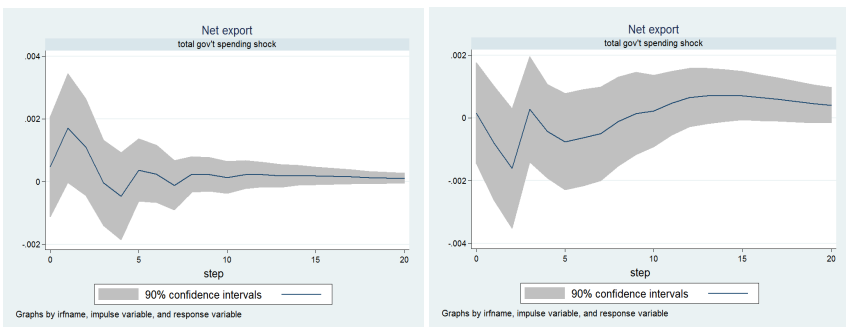 Net export
total gov't spending shock
.004
.002
0
-.002
0
5
10
15
20
step
90% confidence intervals
Graphs by irfname, impulse variable, and response variable
Net export
total gov't spending shock
.002
0
-.002
-.004
0
5
10
15
20
step
90% confidence intervals
Graphs by irfname, impulse variable, and response variable